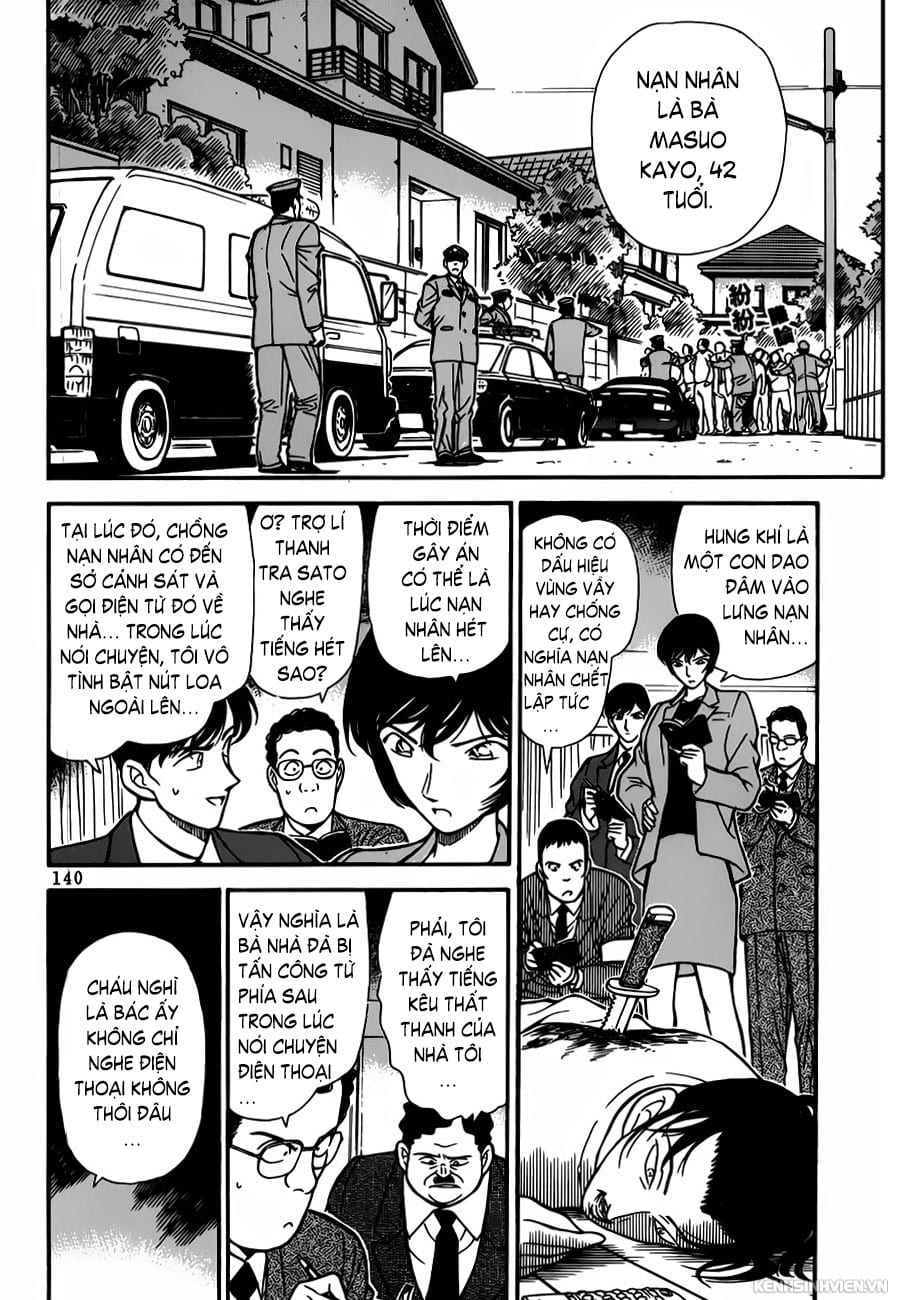 NẠN NHÂN
LÀ BÀ
MASUO
KAYO, 42
TUỔI.
紛
紛
HUNG KHÍ LÀ
MỘT CON DAO
ĐÂM VÀO
LƯNG NẠN
NHÂN...
KHÔNG CÓ
DẤU HIỆU
VÙNG VẪY
HAY CHỐNG
CỰ, CÓ
NGHĨA NẠN
NHÂN CHẾT
LẬP TỨC
...
THỜI ĐIỂM
GÂY ÁN
CÓ THỂ LÀ
LÚC NẠN
NHÂN HÉT
LÊN...
Ơ? TRỢ LÍ
THANH
TRA SATO
NGHE
THẤY
TIẾNG HÉT
SAO?
TẠI LÚC ĐÓ, CHỒNG
NẠN NHÂN CÓ ĐẾN
SỞ CẢNH SÁT VÀ
GỌI ĐIỆN TỪ ĐÓ VỀ
NHÀ... TRONG LÚC
NÓI CHUYỆN, TÔI VÔ
TÌNH BẬT NÚT LOA
NGOÀI LÊN...
140
PHẢI, TÔI
ĐÃ NGHE
THẤY TIẾNG
KÊU THẤT
THANH CỦA
NHÀ TÔI
...
VẬY NGHĨA LÀ
BÀ NHÀ ĐÃ BỊ
TẤN CÔNG TỪ
PHÍA SAU
TRONG LÚC
NÓI CHUYỆN
ĐIỆN THOẠI
...
CHÁU NGHĨ
LÀ BÁC ẤY
KHÔNG CHỈ
NGHE ĐIỆN
THOẠI KHÔNG
THÔI ĐÂU
...
KENHSINHVIEN.VN